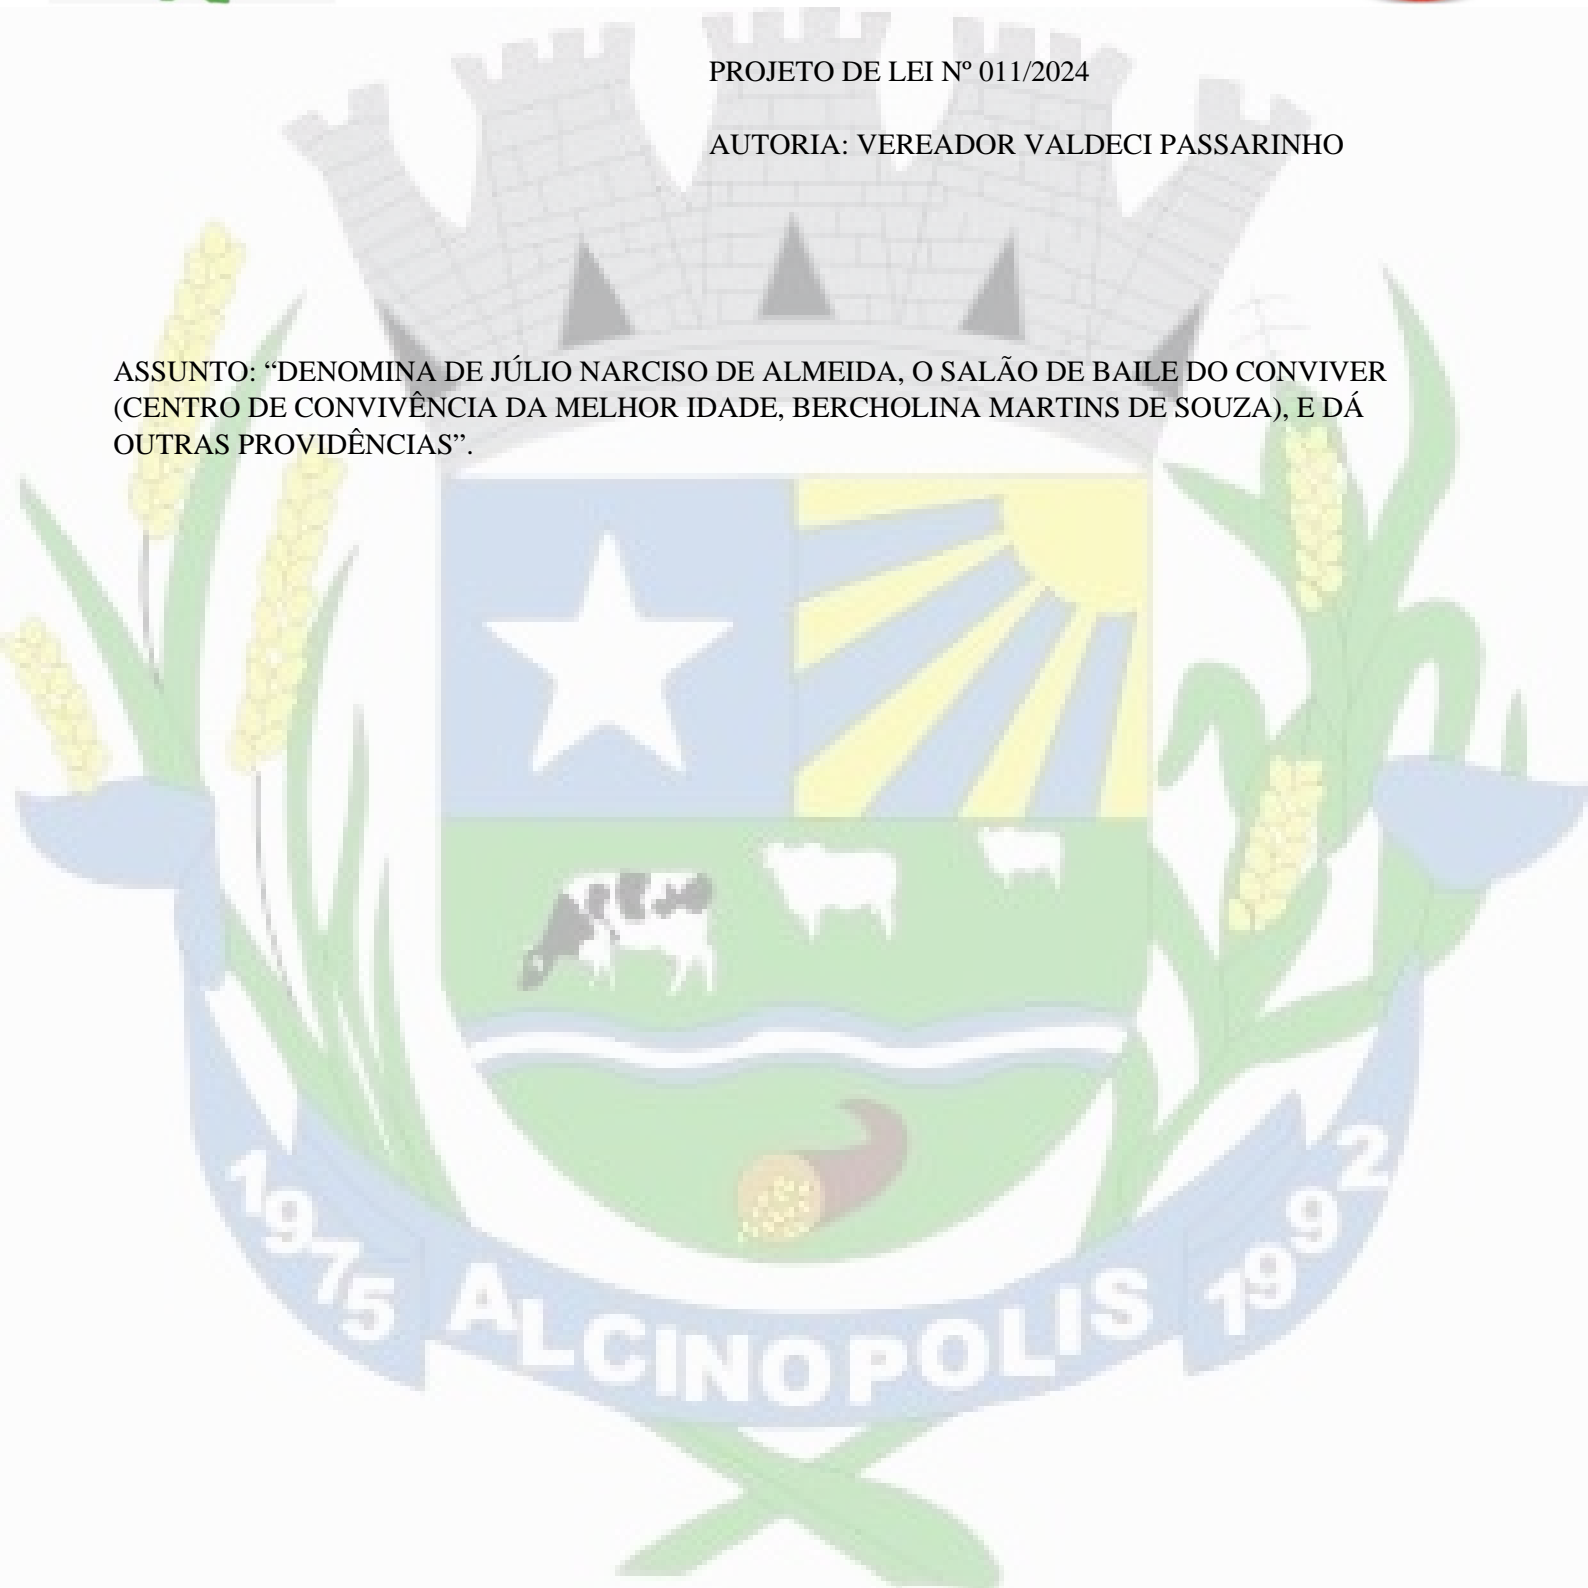 PROJETO DE LEI Nº 011/2024
AUTORIA: VEREADOR VALDECI PASSARINHO
ASSUNTO: “DENOMINA DE JÚLIO NARCISO DE ALMEIDA, O SALÃO DE BAILE DO CONVIVER
(CENTRO DE CONVIVÊNCIA DA MELHOR IDADE, BERCHOLINA MARTINS DE SOUZA), E DÁ
OUTRAS PROVIDÊNCIAS”.
1975 ALCINOPOLIS 1992